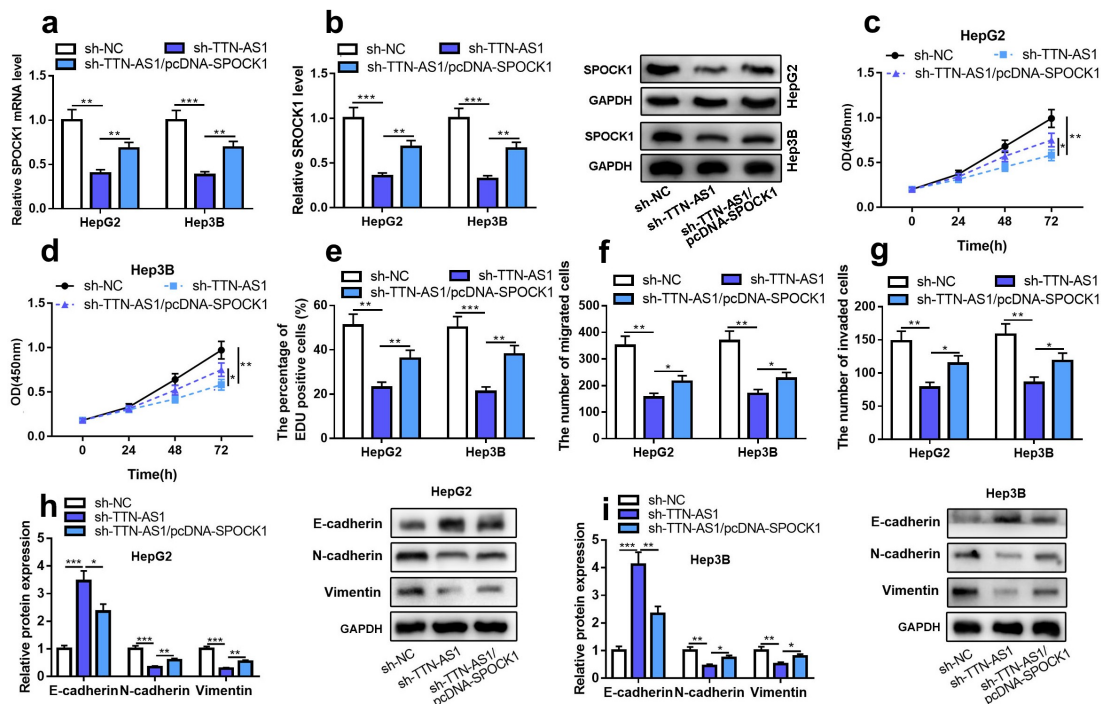 a
sh-NC
sh-TTN-AS1
sh-TTN-AS1/pcDNA-SPOCK1
Relative SPOCK1 mRNA level
1.5
1.0
0.5
0.0
**
**
***
**
HepG2
Hep3B
b
sh-NC
sh-TTN-AS1
sh-TTN-AS1/pcDNA-SPOCK1
Relative SROCK1 level
1.5
1.0
0.5
0.0
***
**
***
**
HepG2
Hep3B
SPOCK1
GAPDH
HepG2
SPOCK1
GAPDH
Hep3B
sh-NC
sh-TTN-AS1
sh-TTN-AS1/
pcDNA-SPOCK1
c
HepG2
sh-NC
sh-TTN-AS1
sh-TTN-AS1/pcDNA-SPOCK1
OD(450nm)
1.5
1.0
0.5
0.0
*
**
0
24
48
72
Time(h)
d
Hep3B
sh-NC
sh-TTN-AS1
sh-TTN-AS1/pcDNA-SPOCK1
OD(450nm)
1.5
1.0
0.5
0.0
*
**
0
24
48
72
Time(h)
e
sh-NC
sh-TTN-AS1
sh-TTN-AS1/pcDNA-SPOCK1
The percentage of
EDU positive cells (%)
60
40
20
0
**
**
***
**
HepG2
Hep3B
f
sh-NC
sh-TTN-AS1
sh-TTN-AS1/pcDNA-SPOCK1
The number of migrated cells
500
400
300
200
100
0
**
*
**
*
HepG2
Hep3B
g
sh-NC
sh-TTN-AS1
sh-TTN-AS1/pcDNA-SPOCK1
The number of invaded cells
200
150
100
50
0
**
*
**
*
HepG2
Hep3B
h
sh-NC
sh-TTN-AS1
sh-TTN-AS1/pcDNA-SPOCK1
HepG2
Relative protein expression
5
4
3
2
1
0
***
*
***
**
***
**
E-cadherin
N-cadherin
Vimentin
HepG2
E-cadherin
N-cadherin
Vimentin
GAPDH
sh-NC
sh-TTN-AS1
sh-TTN-AS1/
pcDNA-SPOCK1
i
sh-NC
sh-TTN-AS1
sh-TTN-AS1/pcDNA-SPOCK1
Hep3B
Relative protein expression
5
4
3
2
1
0
***
**
**
*
**
*
E-cadherin
N-cadherin
Vimentin
Hep3B
E-cadherin
N-cadherin
Vimentin
GAPDH
sh-NC
sh-TTN-AS1
sh-TTN-AS1/
pcDNA-SPOCK1